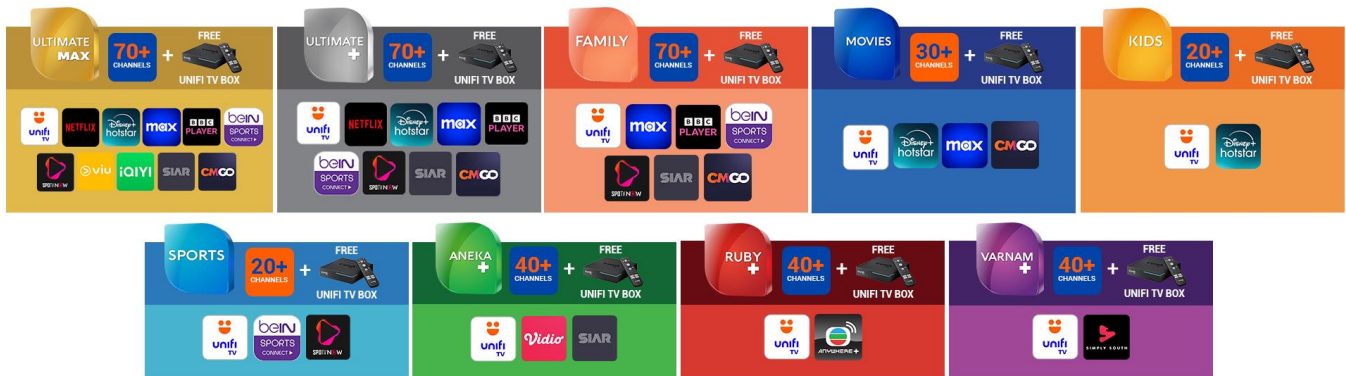 ULTIMATE
MAX
70+
CHANNELS
+
FREE
UNIFI TV BOX
unifi
TV
NETFLIX
Disney+
hotstar
max
BBC
PLAYER
beIN
SPORTS
CONNECT
SPOTVNOW
viu
iQIYI
SIAR
CMGO
ULTIMATE
+
70+
CHANNELS
+
FREE
UNIFI TV BOX
unifi
TV
NETFLIX
Disney+
hotstar
max
BBC
PLAYER
beIN
SPORTS
CONNECT
SPOTVNOW
SIAR
CMGO
FAMILY
70+
CHANNELS
+
FREE
UNIFI TV BOX
unifi
TV
max
BBC
PLAYER
beIN
SPORTS
CONNECT
SPOTVNOW
SIAR
CMGO
MOVIES
30+
CHANNELS
+
FREE
UNIFI TV BOX
unifi
TV
Disney+
hotstar
max
CMGO
KIDS
20+
CHANNELS
+
FREE
UNIFI TV BOX
unifi
TV
Disney+
hotstar
SPORTS
20+
CHANNELS
+
FREE
UNIFI TV BOX
unifi
TV
beIN
SPORTS
CONNECT
SPOTVNOW
ANEKA
+
40+
CHANNELS
+
FREE
UNIFI TV BOX
unifi
TV
Vidio
SIAR
RUBY
+
40+
CHANNELS
+
FREE
UNIFI TV BOX
unifi
TV
ANYWHERE+
VARNAM
+
40+
CHANNELS
+
FREE
UNIFI TV BOX
unifi
TV
SIMPLY SOUTH